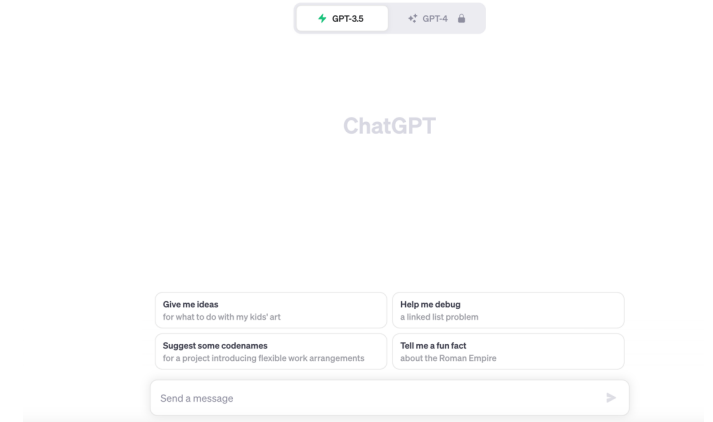 GPT-3.5
GPT-4
ChatGPT
Give me ideas
for what to do with my kids' art
Help me debug
a linked list problem
Suggest some codenames
for a project introducing flexible work arrangements
Tell me a fun fact
about the Roman Empire
Send a message